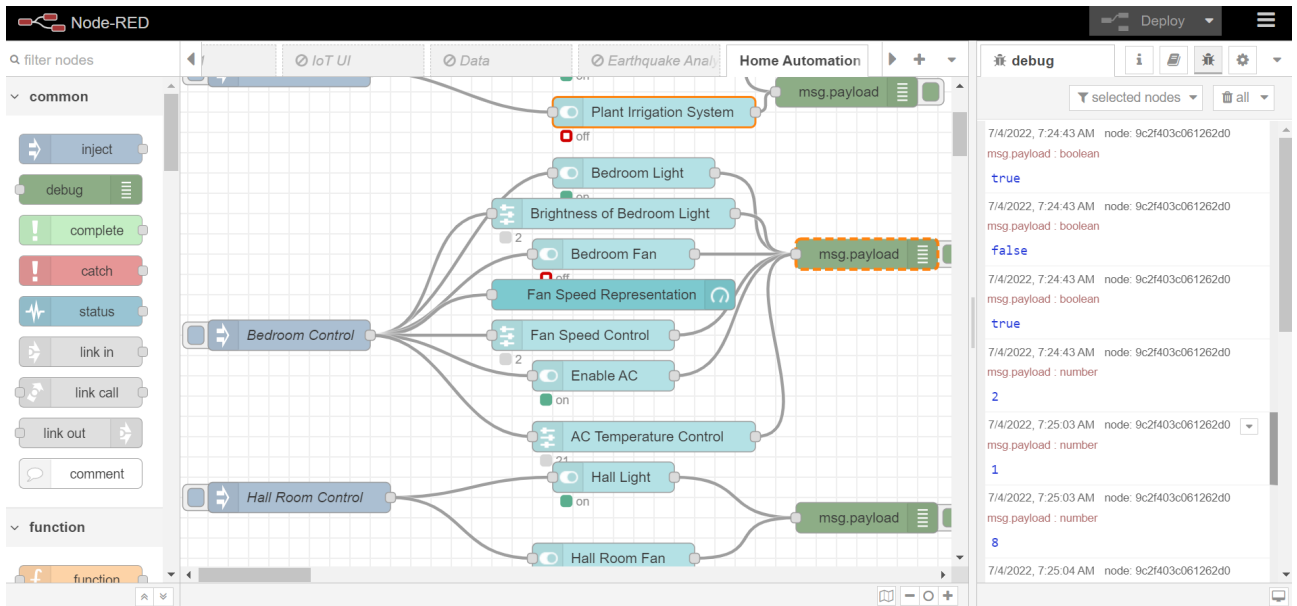 Node-RED
Deploy
filter nodes
IoT UI
Data
Earthquake Analy
Home Automation
debug
i
common
inject
debug
complete
catch
status
link in
link call
link out
comment
function
function
on
msg.payload
Plant Irrigation System
off
Bedroom Light
on
Brightness of Bedroom Light
2
Bedroom Fan
msg.payload
off
Fan Speed Representation
Bedroom Control
Fan Speed Control
2
Enable AC
on
AC Temperature Control
21
Hall Light
Hall Room Control
on
msg.payload
Hall Room Fan
selected nodes
all
7/4/2022, 7:24:43 AM node: 9c2f403c061262d0
msg.payload : boolean
true
7/4/2022, 7:24:43 AM node: 9c2f403c061262d0
msg.payload : boolean
false
7/4/2022, 7:24:43 AM node: 9c2f403c061262d0
msg.payload : boolean
true
7/4/2022, 7:24:43 AM node: 9c2f403c061262d0
msg.payload : number
2
7/4/2022, 7:25:03 AM node: 9c2f403c061262d0
msg.payload : number
1
7/4/2022, 7:25:03 AM node: 9c2f403c061262d0
msg.payload : number
8
7/4/2022, 7:25:04 AM node: 9c2f403c061262d0